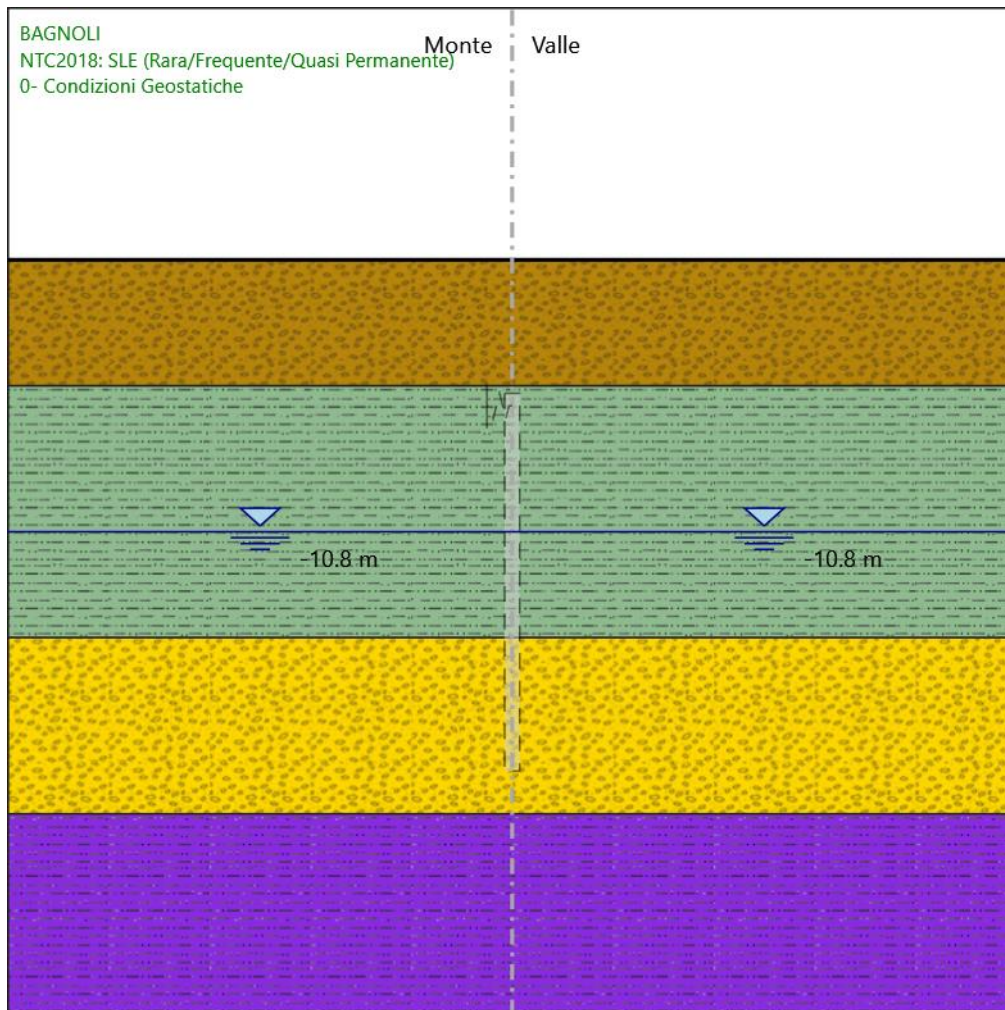 BAGNOLI
Monte Valle
NTC2018: SLE (Rara/Frequente/Quasi Permanente)
0- Condizioni Geostatiche
-10.8 m -10.8 m